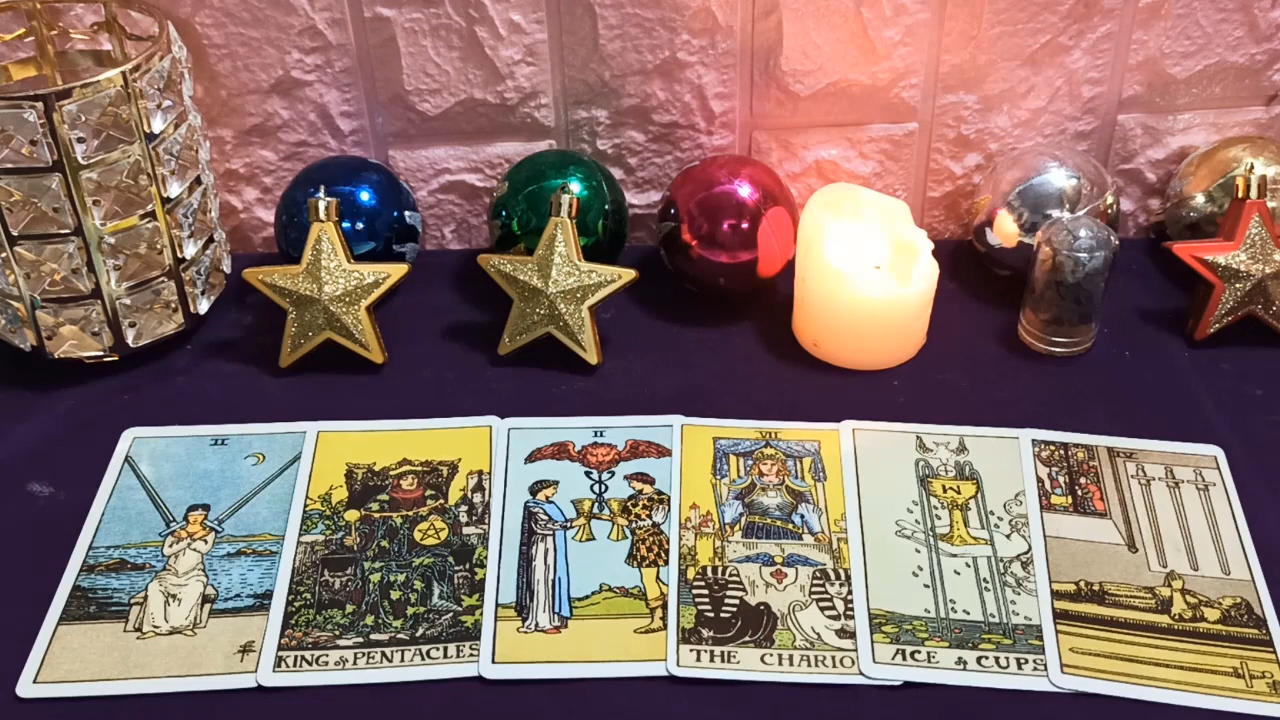 II
KING of PENTACLES
II
VII
THE CHARIO
ACE of CUPS
IV